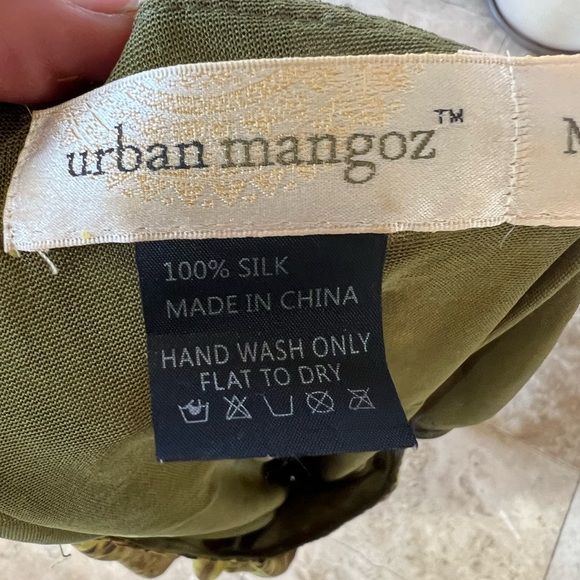 urban mangoz™
M
100% SILK
MADE IN CHINA
HAND WASH ONLY
FLAT TO DRY